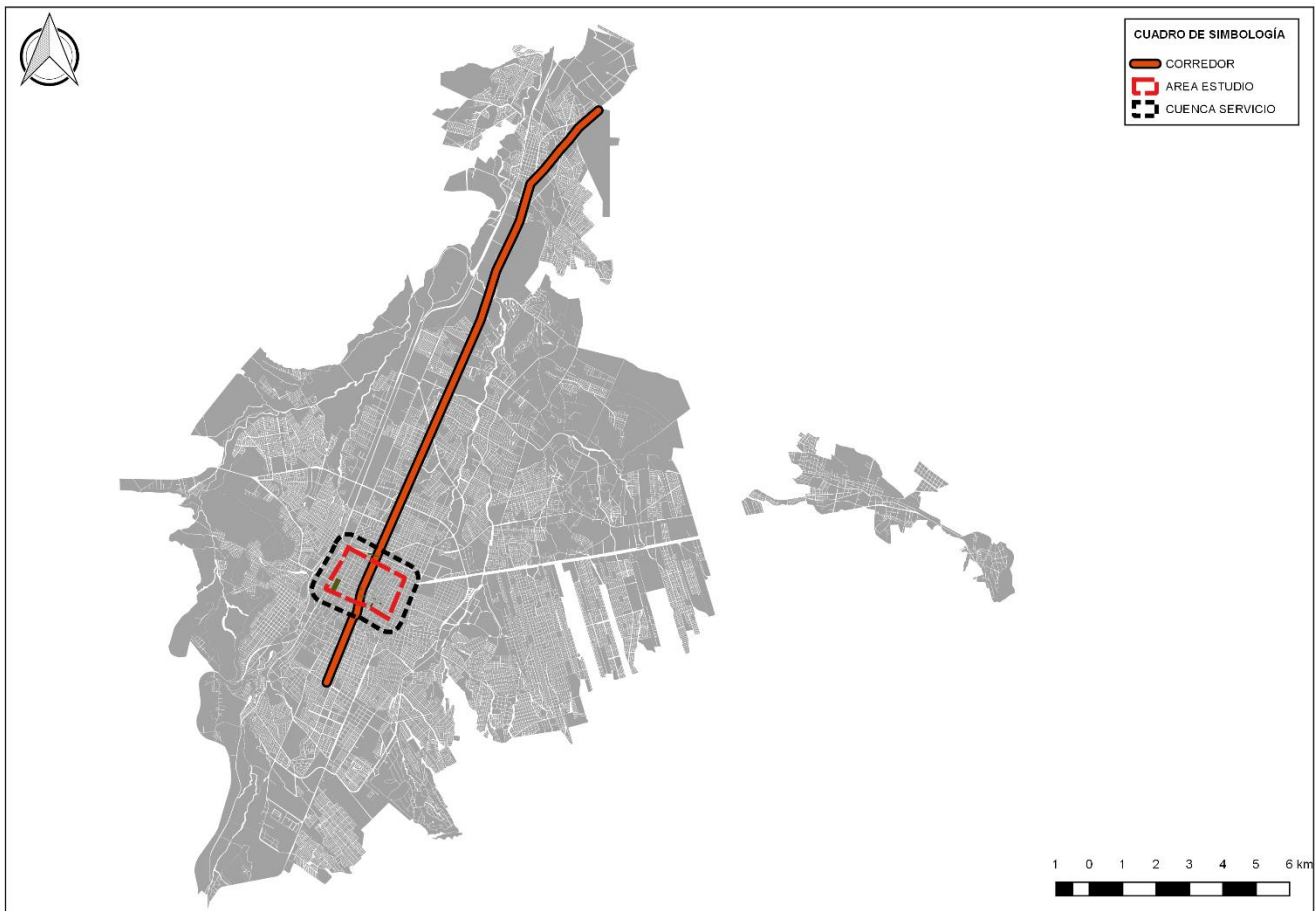 CUADRO DE SIMBOLOGÍA
CORREDOR
AREA ESTUDIO
CUENCA SERVICIO
1 0 1 2 3 4 5 6 km